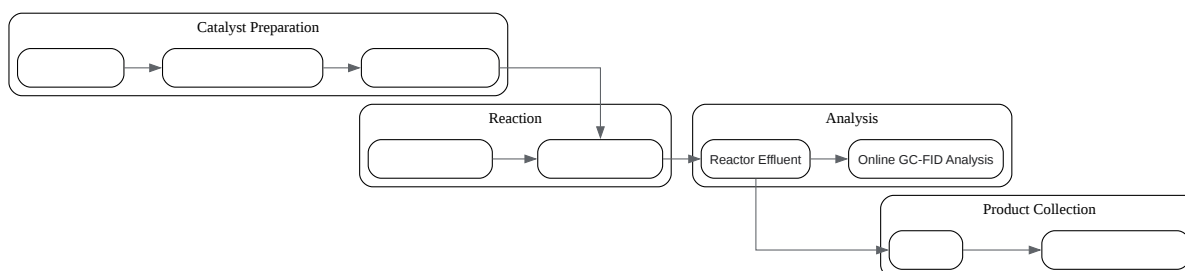 Catalyst Preparation
Reaction
Analysis
Reactor Effluent
Online GC-FID Analysis
Product Collection